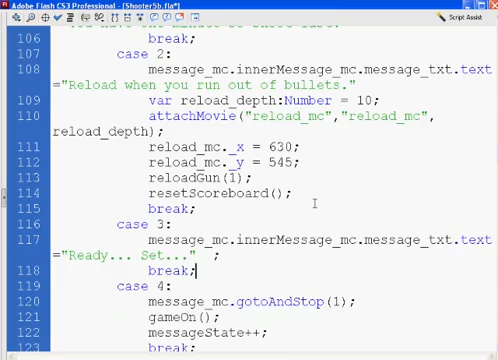 Adobe Flash CS3 Professional - [Shooter5b.fla*]
Script Assist
106 break;
107 case 2:
108 message_mc.innerMessage_mc.message_txt.text
="Reload when you run out of bullets."
109 var reload_depth:Number = 10;
110 attachMovie("reload_mc","reload_mc",
reload_depth);
111 reload_mc._x = 630;
112 reload_mc._y = 545;
113 reloadGun(1);
114 resetScoreboard();
115 break;
116 case 3:
117 message_mc.innerMessage_mc.message_txt.text
="Ready... Set..." ;
118 break;
119 case 4:
120 message_mc.gotoAndStop(1);
121 gameOn();
122 messageState++;
123 break;